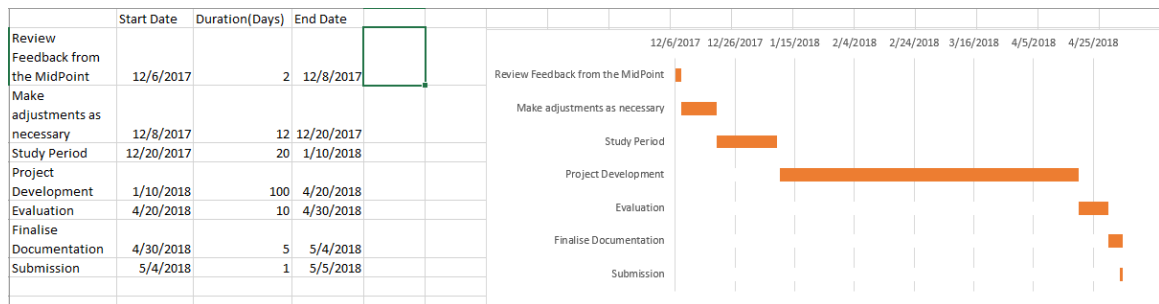 Start Date Duration(Days) End Date
Review
Feedback from
the MidPoint 12/6/2017 2 12/8/2017
Make
adjustments as
necessary 12/8/2017 12 12/20/2017
Study Period 12/20/2017 20 1/10/2018
Project
Development 1/10/2018 100 4/20/2018
Evaluation 4/20/2018 10 4/30/2018
Finalise
Documentation 4/30/2018 5 5/4/2018
Submission 5/4/2018 1 5/5/2018
12/6/2017 12/26/2017 1/15/2018 2/4/2018 2/24/2018 3/16/2018 4/5/2018 4/25/2018
Review Feedback from the MidPoint
Make adjustments as necessary
Study Period
Project Development
Evaluation
Finalise Documentation
Submission